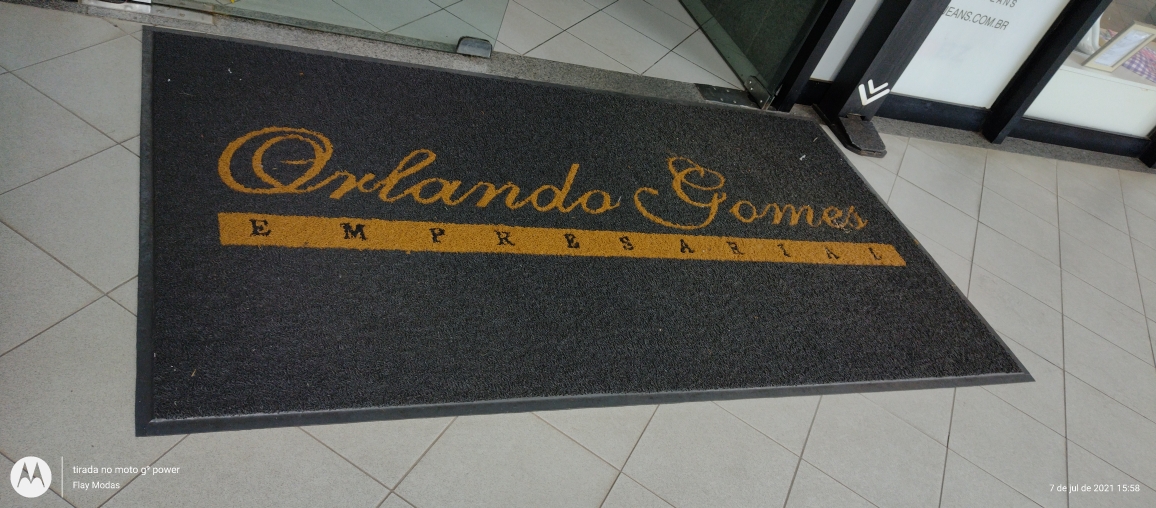 EANS
EANS.COM.BR
Orlando Gomes
EMPRESARIAL
tirada no moto g⁹ power
Flay Modas
7 de jul de 2021 15:58